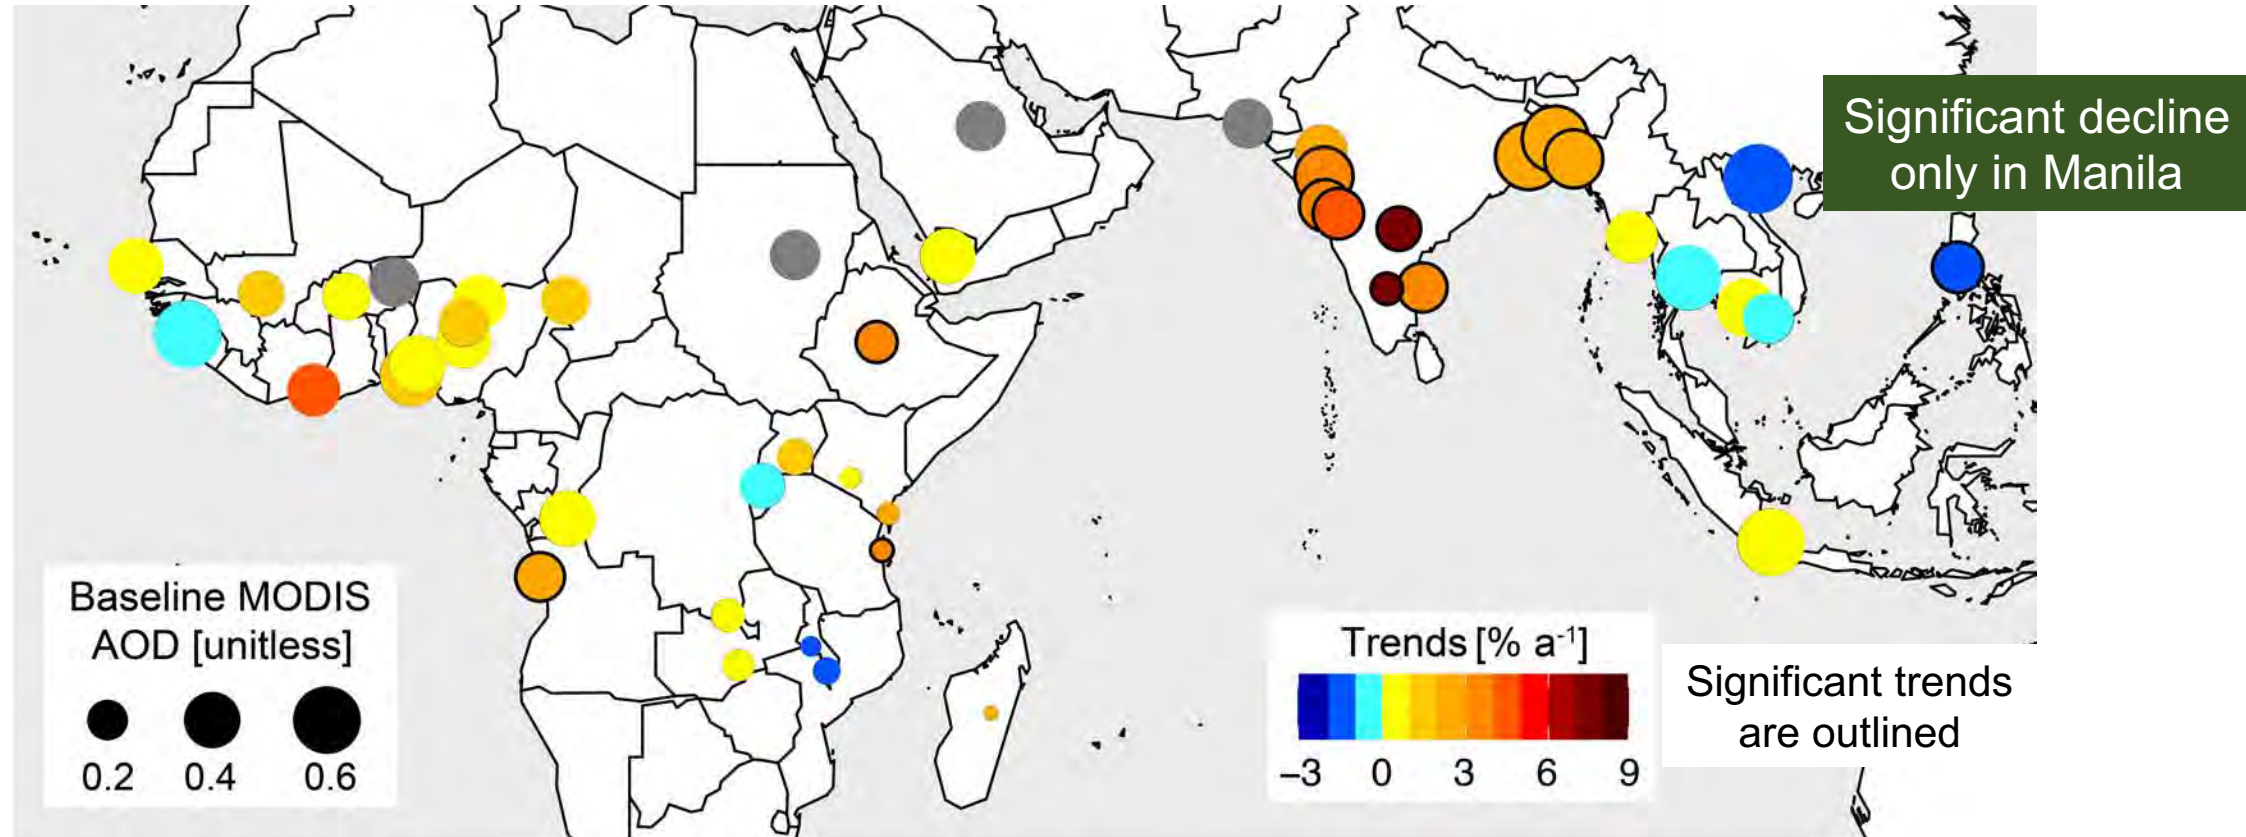 Significant decline
only in Manila
Baseline MODIS
AOD [unitless]
0.2 0.4 0.6
Trends [% a⁻¹]
–3 0 3 6 9
Significant trends
are outlined